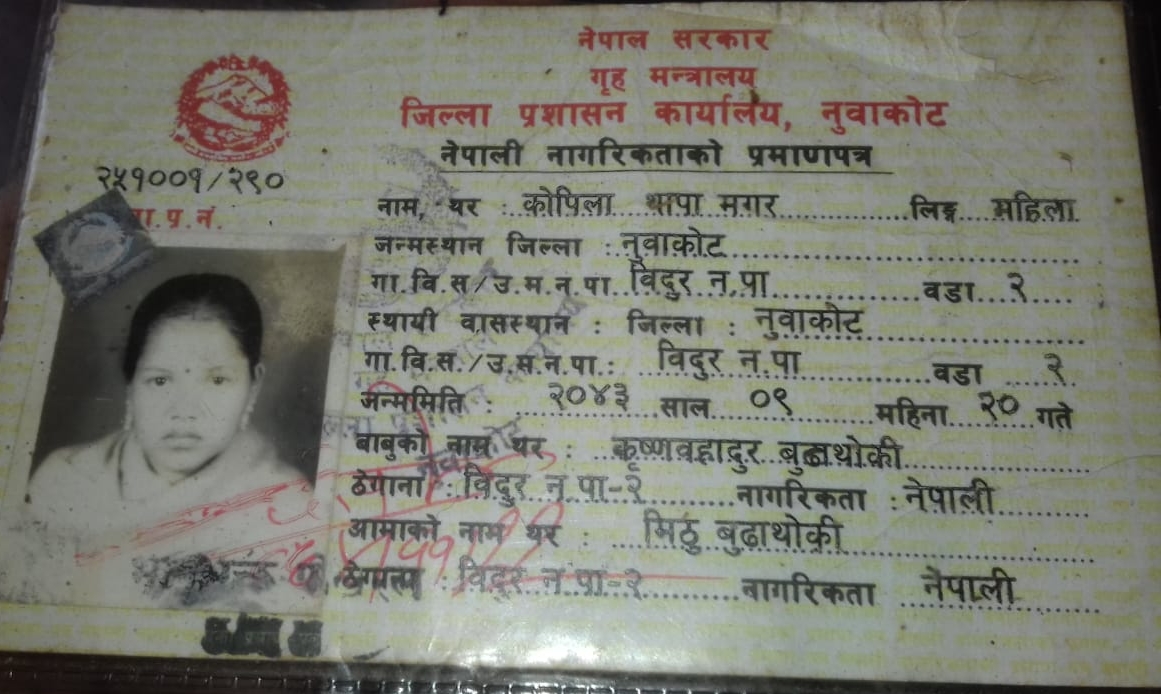 नेपाल सरकार
गृह मन्त्रालय
जिल्ला प्रशासन कार्यालय, नुवाकोट
नेपाली नागरिकताको प्रमाणपत्र
२५१००१/२९०
ना.प्र.नं.
नाम, थर : कोपिला थापा मगर लिङ्ग महिला
जन्मस्थान जिल्ला : नुवाकोट
गा.वि.स/उ.म.न.पा. विदुर न.पा वडा २
स्थायी वासस्थान : जिल्ला : नुवाकोट
गा.वि.स./उ.म.न.पा.: विदुर न.पा वडा २
जन्ममिति : २०४३ साल ०९ महिना २० गते
बाबुको नाम थर : कृष्णवहादुर बुढाथोकी
ठेगाना : विदुर न.पा-२ नागरिकता : नेपाली
आमाको नाम थर : मिठु बुढाथोकी
ठेगाना : विदुर न.पा-२ नागरिकता नेपाली